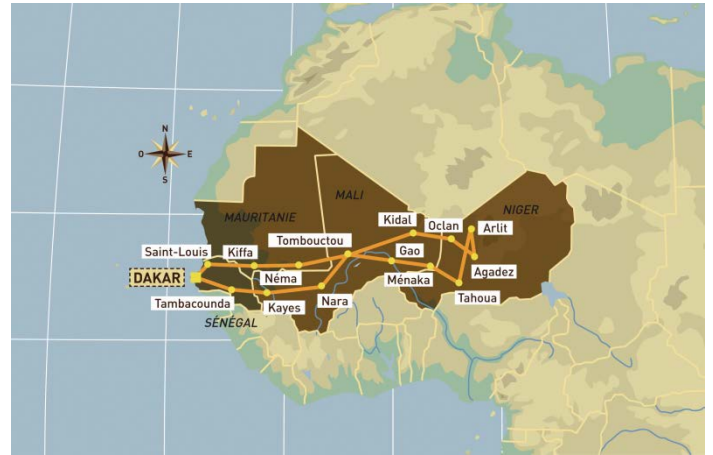 N
O
E
S
MALI
MAURITANIE
NIGER
Kidal
Oclan
Arlit
Saint-Louis
Kiffa
Tombouctou
Gao
DAKAR
Néma
Ménaka
Agadez
Tambacounda
Kayes
Nara
Tahoua
SÉNÉGAL